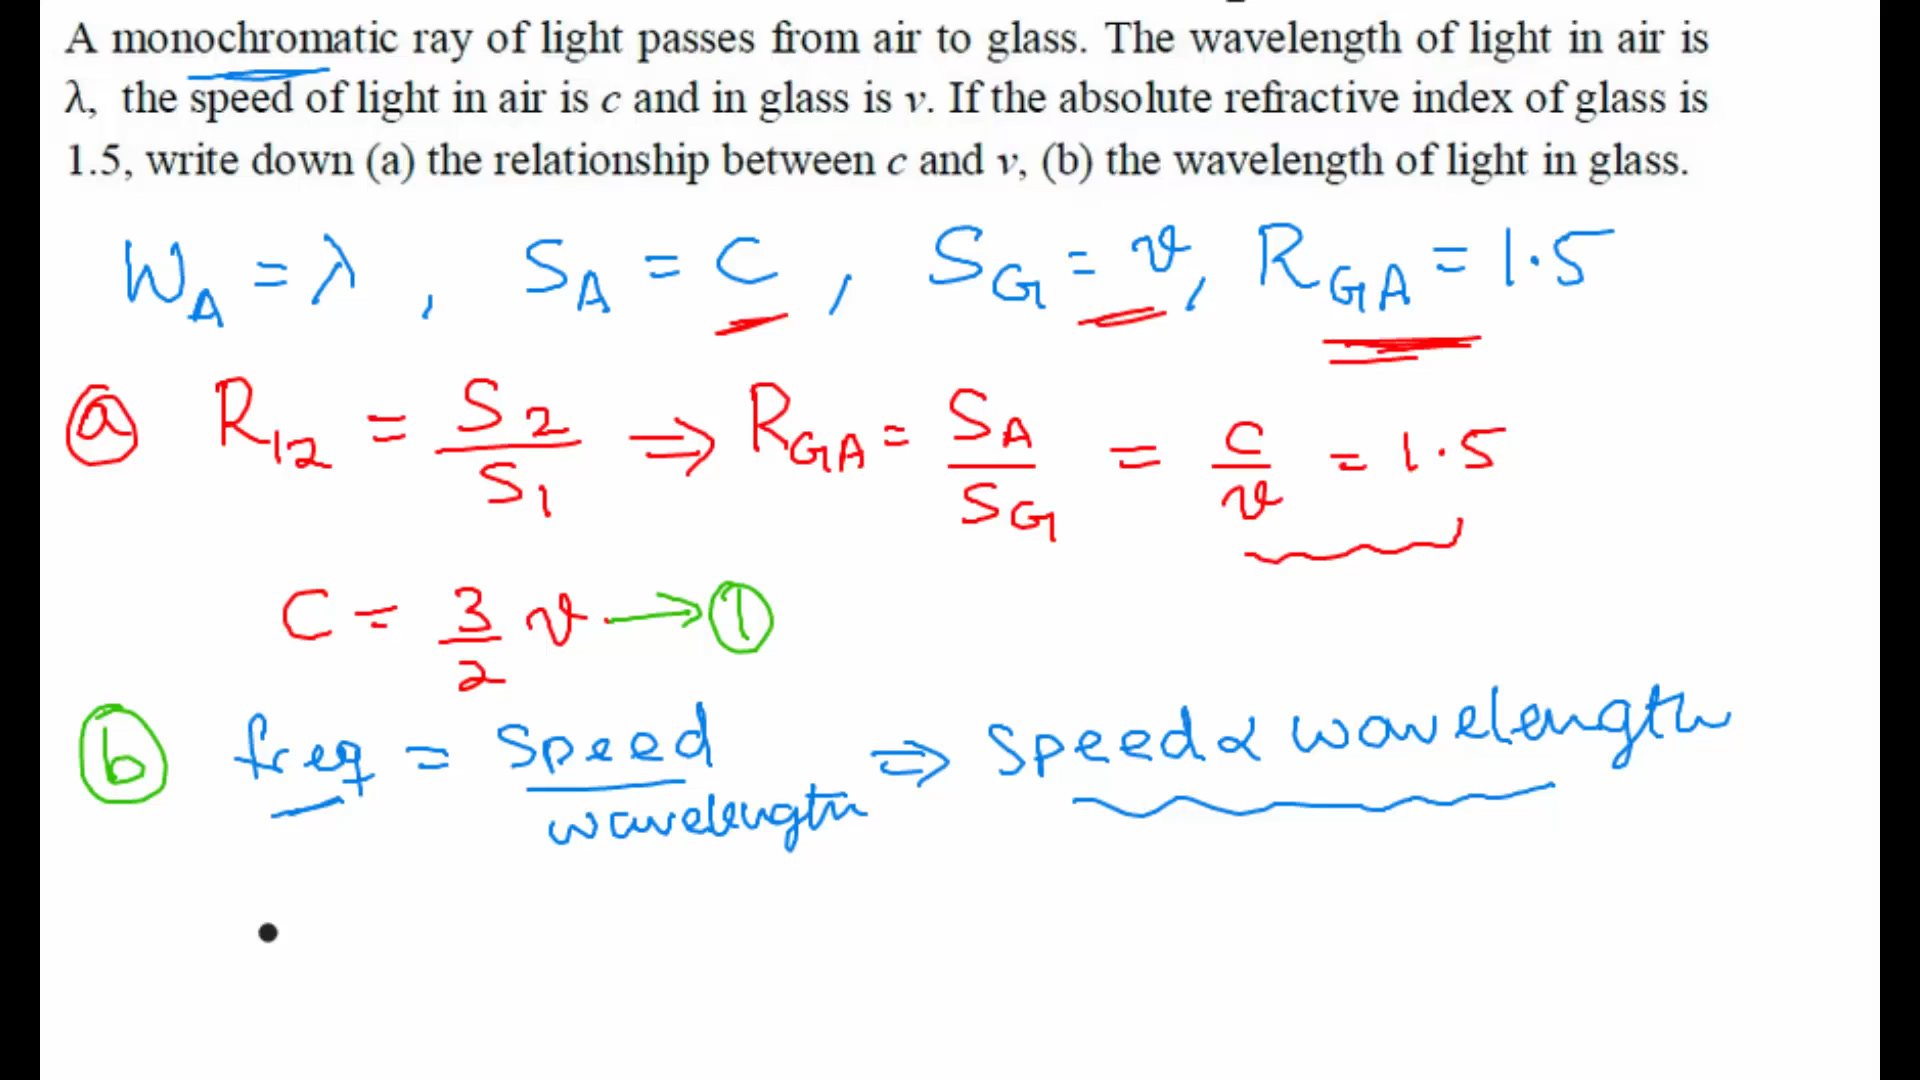 A monochromatic ray of light passes from air to glass. The wavelength of light in air is
λ, the speed of light in air is c and in glass is v. If the absolute refractive index of glass is
1.5, write down (a) the relationship between c and v, (b) the wavelength of light in glass.
W_A = λ, S_A = C, S_G = v, R_GA = 1.5
(a) R_12 = S_2/S_1 ⇒ R_GA = S_A/S_G = C/v = 1.5
C = 3/2 v → (1)
(b) freq = Speed/wavelength ⇒ Speed α wavelength